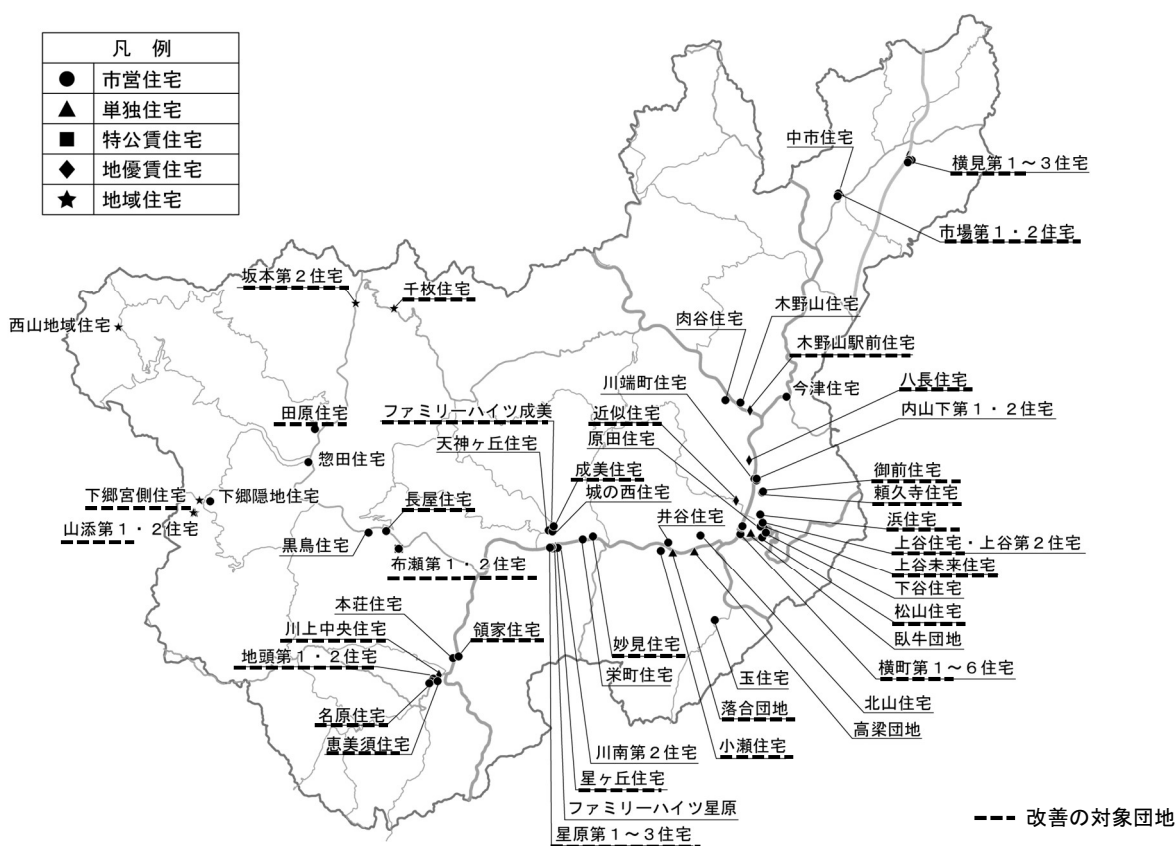 凡 例
● 市営住宅
▲ 単独住宅
■ 特公賃住宅
◆ 地優賃住宅
★ 地域住宅
中市住宅
横見第1~3住宅
市場第1・2住宅
坂本第2住宅
千枚住宅
西山地域住宅
木野山住宅
肉谷住宅
木野山駅前住宅
川端町住宅
今津住宅
八長住宅
田原住宅
ファミリーハイツ成美
近似住宅
内山下第1・2住宅
天神ヶ丘住宅
原田住宅
惣田住宅
成美住宅
御前住宅
下郷宮側住宅
下郷隠地住宅
長屋住宅
城の西住宅
頼久寺住宅
山添第1・2住宅
井谷住宅
浜住宅
黒鳥住宅
上谷住宅・上谷第2住宅
布瀬第1・2住宅
上谷未来住宅
下谷住宅
本荘住宅
松山住宅
川上中央住宅
領家住宅
妙見住宅
臥牛団地
地頭第1・2住宅
栄町住宅
玉住宅
横町第1~6住宅
北山住宅
名原住宅
落合団地
高梁団地
恵美須住宅
川南第2住宅
小瀬住宅
星ヶ丘住宅
ファミリーハイツ星原
星原第1~3住宅
改善の対象団地